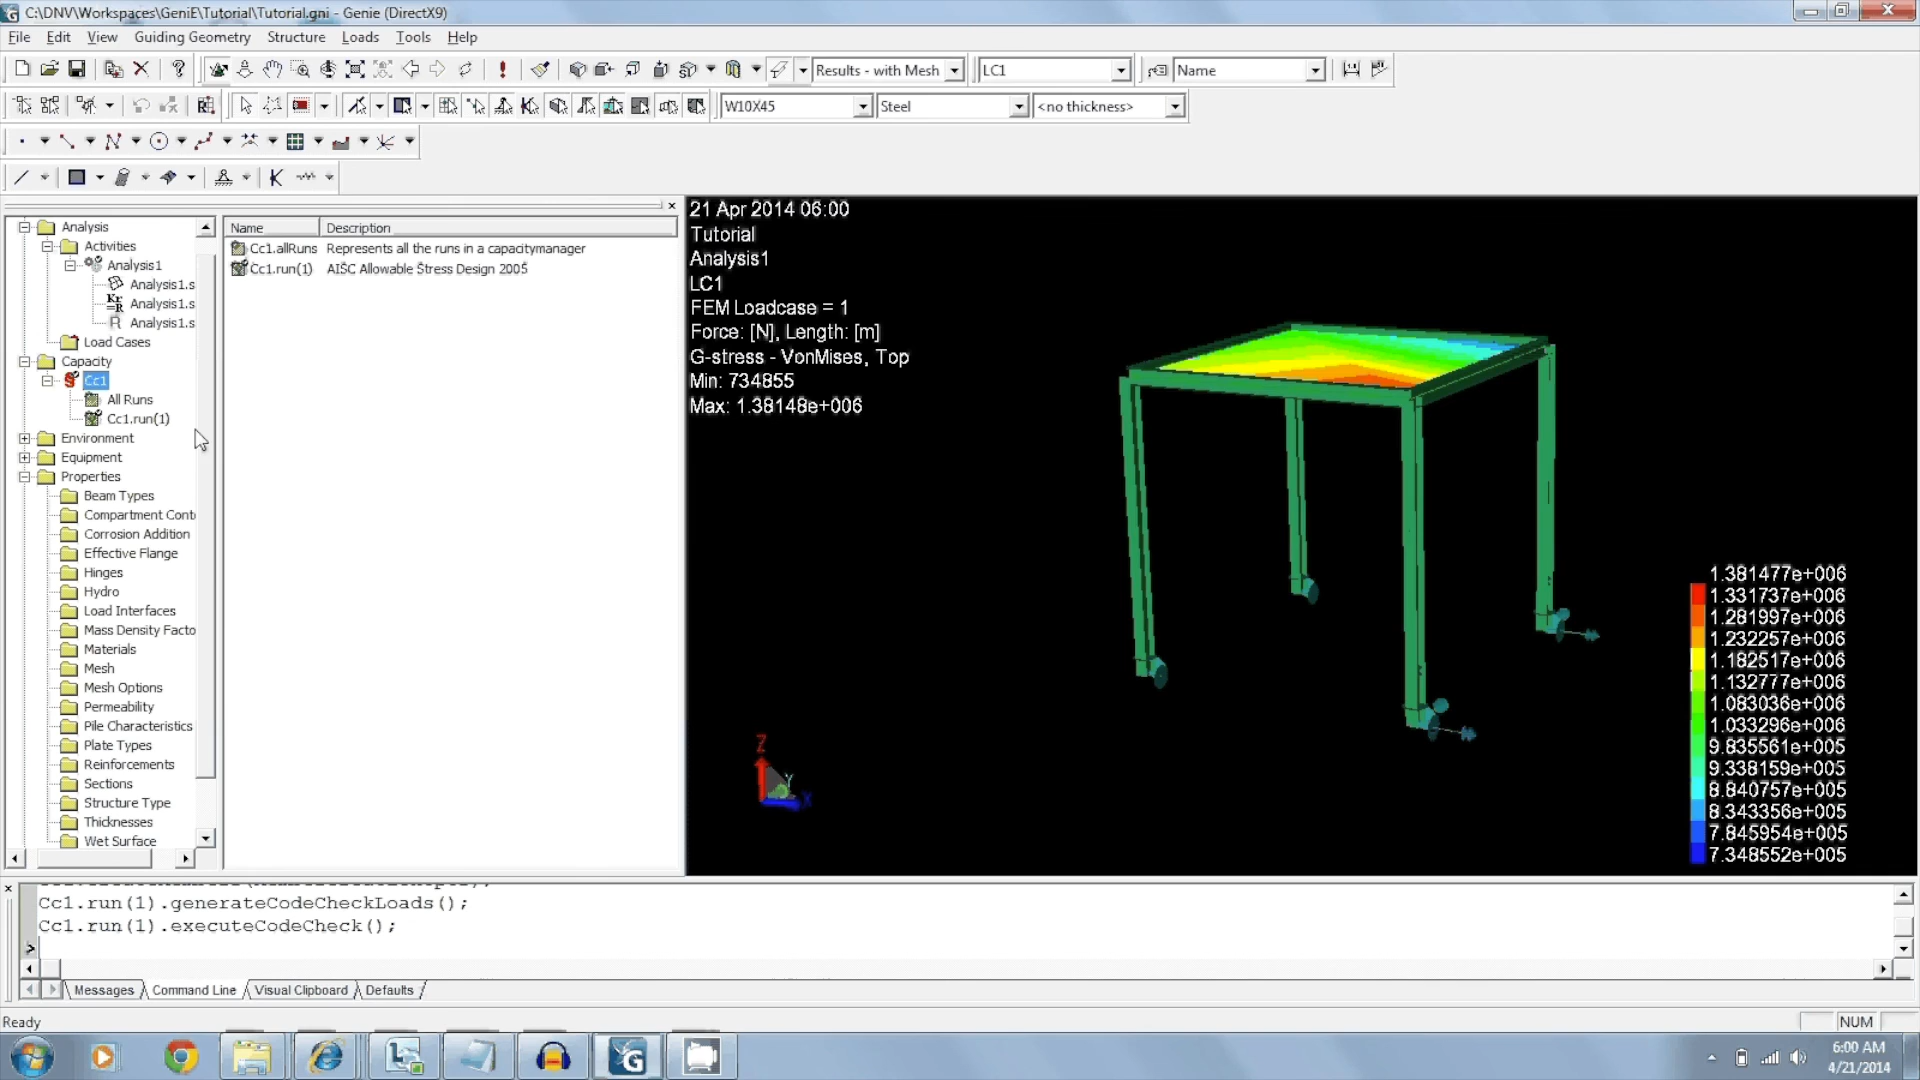 C:\DNV\Workspaces\GeniE\Tutorial\Tutorial.gni - Genie (DirectX9)
File Edit View Guiding Geometry Structure Loads Tools Help
Results - with Mesh LC1 Name
W10X45 Steel <no thickness>
Analysis
Activities
Analysis1
Analysis1.s
Analysis1.s
Analysis1.s
Load Cases
Capacity
Cc1
All Runs
Cc1.run(1)
Environment
Equipment
Properties
Beam Types
Compartment Cont
Corrosion Addition
Effective Flange
Hinges
Hydro
Load Interfaces
Mass Density Facto
Materials
Mesh
Mesh Options
Permeability
Pile Characteristics
Plate Types
Reinforcements
Sections
Structure Type
Thicknesses
Wet Surface
Name Description
Cc1.allRuns Represents all the runs in a capacitymanager
Cc1.run(1) AISC Allowable Stress Design 2005
21 Apr 2014 06:00
Tutorial
Analysis1
LC1
FEM Loadcase = 1
Force: [N], Length: [m]
G-stress - VonMises, Top
Min: 734855
Max: 1.38148e+006
Z
Y
X
1.381477e+006
1.331737e+006
1.281997e+006
1.232257e+006
1.182517e+006
1.132777e+006
1.083036e+006
1.033296e+006
9.835561e+005
9.338159e+005
8.840757e+005
8.343356e+005
7.845954e+005
7.348552e+005
Cc1.run(1).generateCodeCheckLoads();
Cc1.run(1).executeCodeCheck();
>
Messages Command Line Visual Clipboard Defaults
Ready
NUM
6:00 AM
4/21/2014